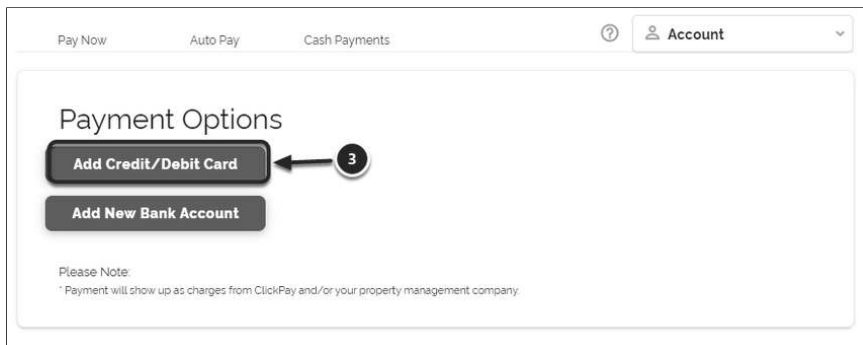 Pay Now Auto Pay Cash Payments ? Account
Payment Options
Add Credit/Debit Card 3
Add New Bank Account
Please Note:
* Payment will show up as charges from ClickPay and/or your property management company.